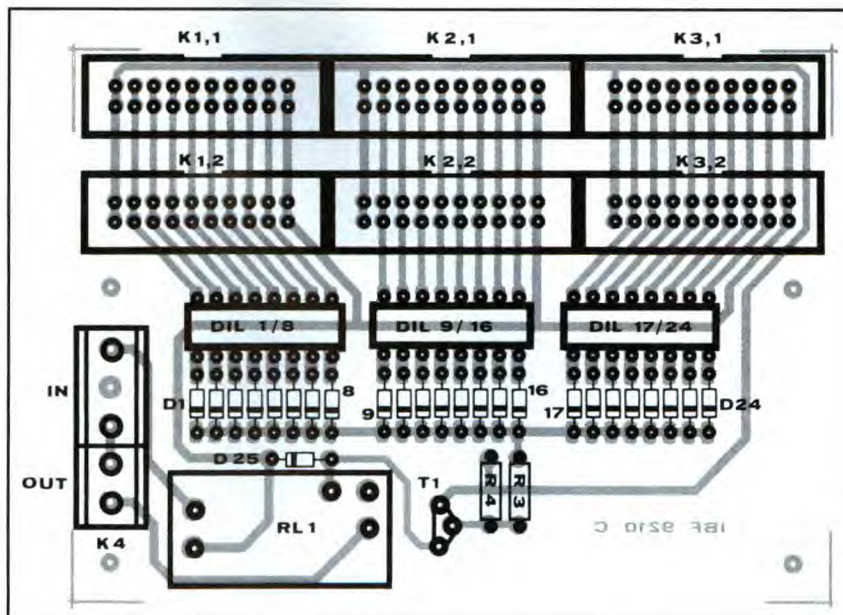 K1,1 K2,1 K3,1
K1,2 K2,2 K3,2
DIL 1/8 DIL 9/16 DIL 17/24
IN
D1 8 9 16 17 D24
D25
OUT
T1 R4 R3
RL1
IBF 9210 C
K4